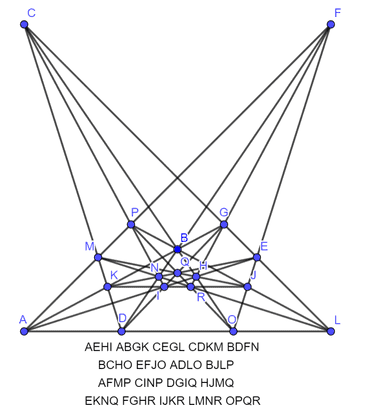 C F
P G
B
M E
Q
N H
K J
I R
A D O L
AEHI ABGK CEGL CDKM BDFN
BCHO EFJO ADLO BJLP
AFMP CINP DGIQ HJMQ
EKNQ FGHR IJKR LMNR OPQR